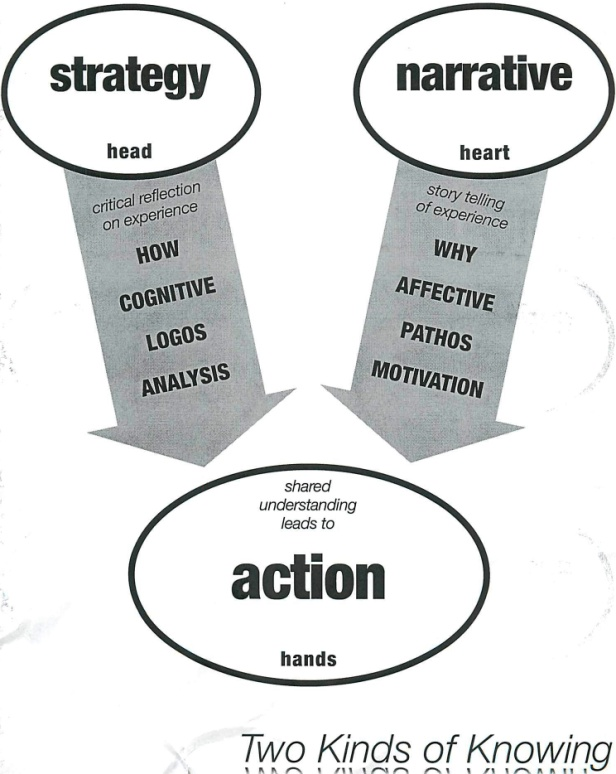 strategy
head
critical reflection
on experience
HOW
COGNITIVE
LOGOS
ANALYSIS
narrative
heart
story telling
of experience
WHY
AFFECTIVE
PATHOS
MOTIVATION
shared
understanding
leads to
action
hands
Two Kinds of Knowing